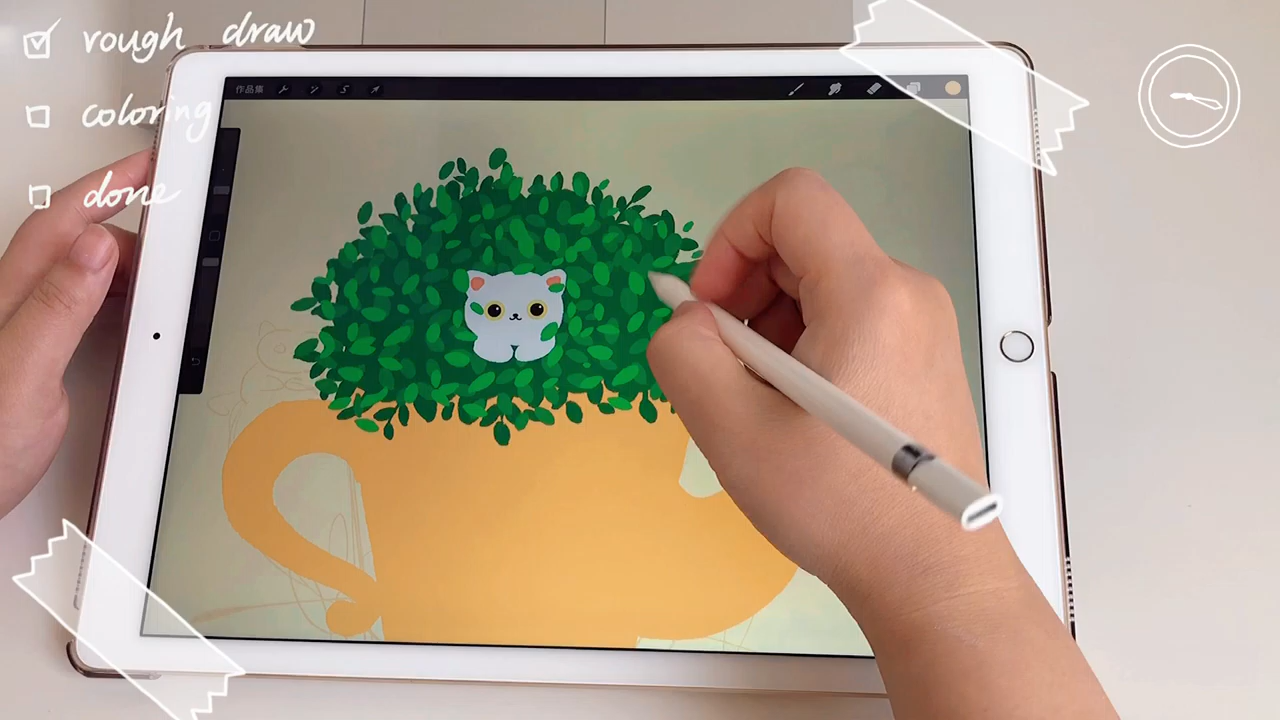 rough draw
coloring
done
作品集